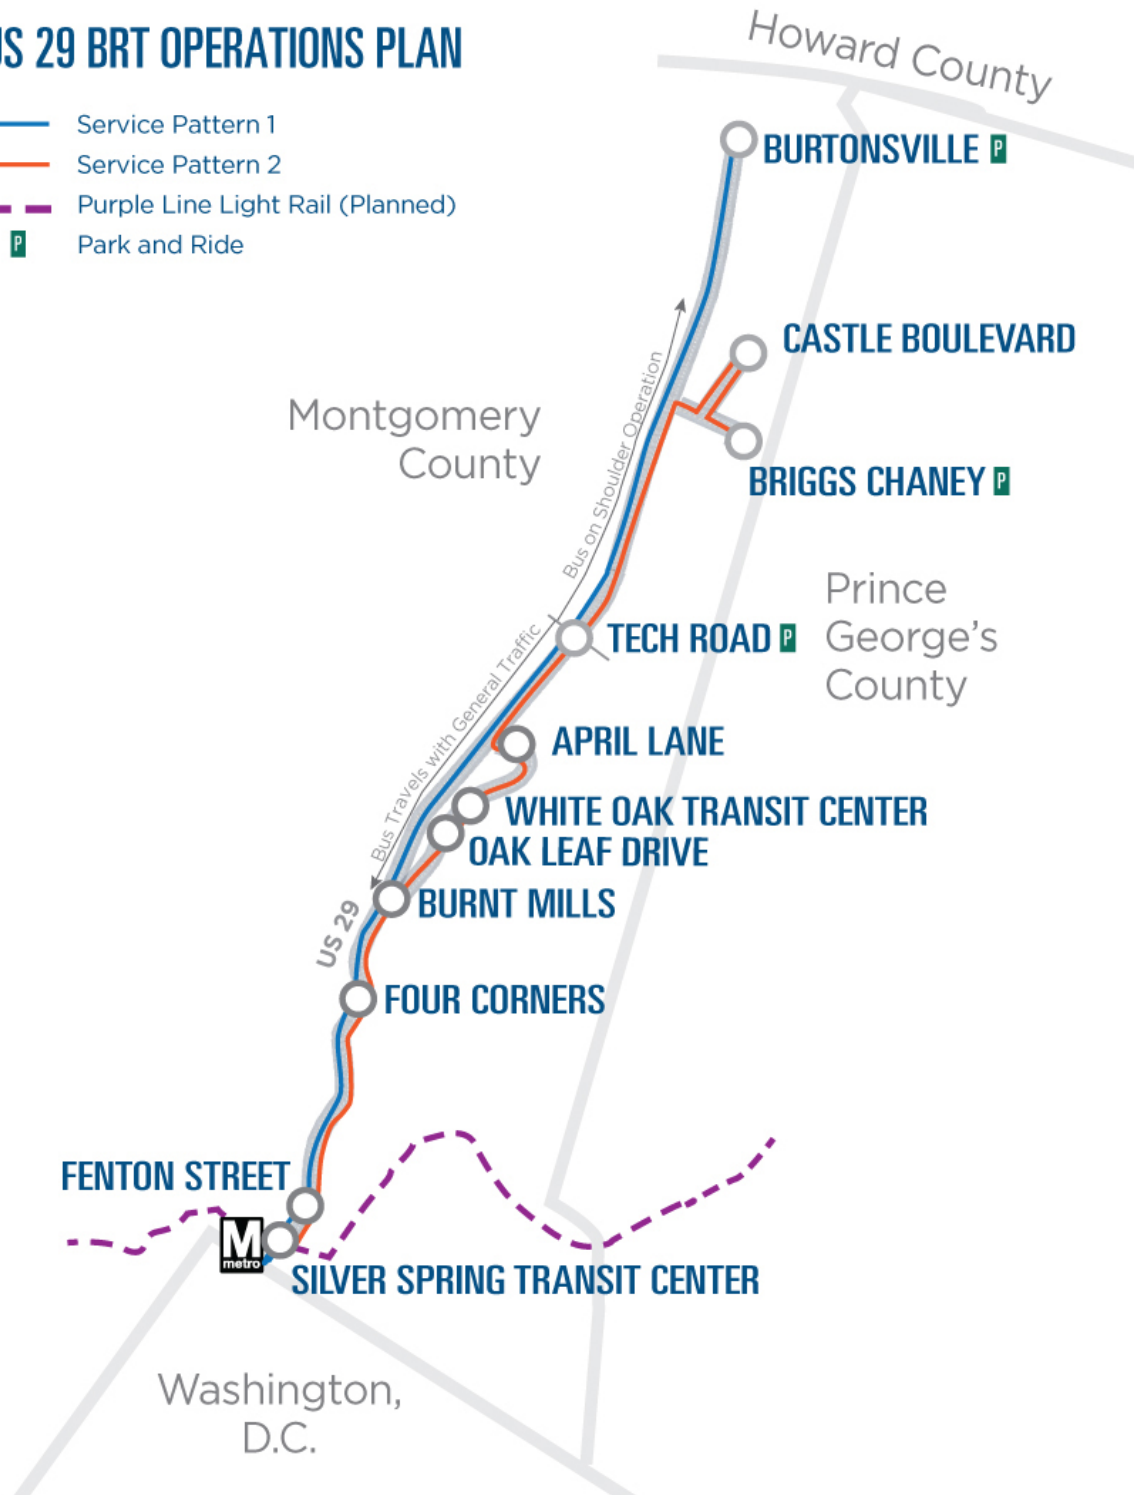 US 29 BRT OPERATIONS PLAN
Service Pattern 1
Service Pattern 2
Purple Line Light Rail (Planned)
P
Park and Ride
Howard County
BURTONSVILLE P
CASTLE BOULEVARD
Montgomery
County
Bus on Shoulder Operation
BRIGGS CHANEY P
Prince
George's
County
TECH ROAD P
Bus Travels with General Traffic
APRIL LANE
WHITE OAK TRANSIT CENTER
OAK LEAF DRIVE
BURNT MILLS
US 29
FOUR CORNERS
FENTON STREET
M
metro
SILVER SPRING TRANSIT CENTER
Washington,
D.C.